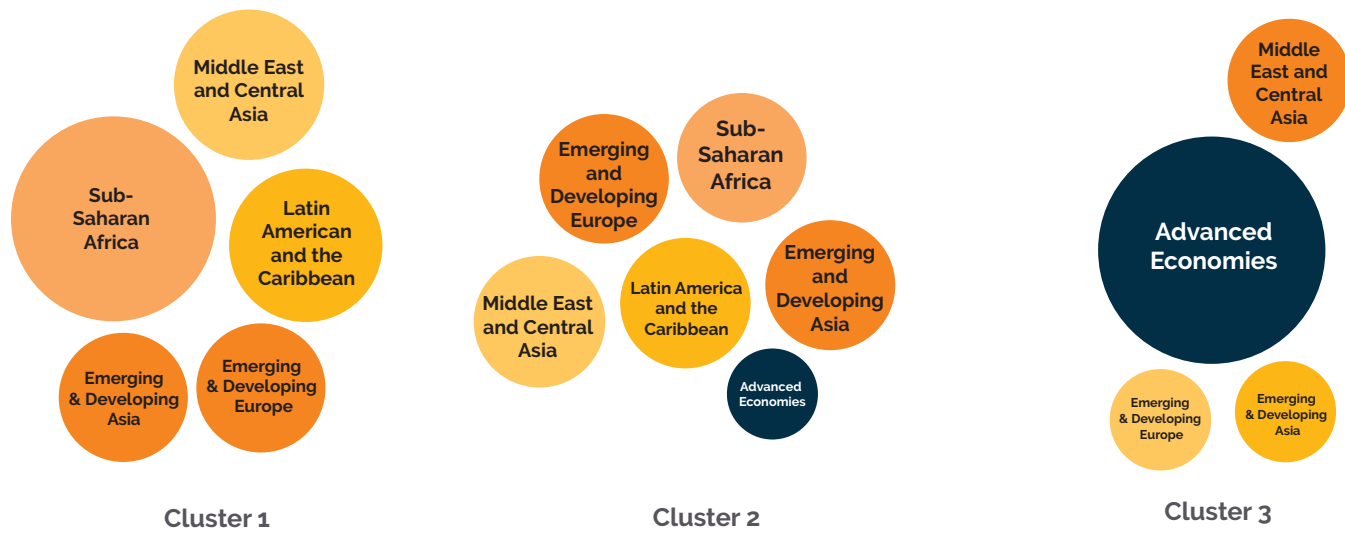 Middle East
and Central
Asia
Sub-
Saharan
Africa
Latin
American
and the
Caribbean
Emerging
& Developing
Asia
Emerging
& Developing
Europe
Cluster 1
Emerging
and
Developing
Europe
Sub-
Saharan
Africa
Middle East
and Central
Asia
Latin America
and the
Caribbean
Emerging
and
Developing
Asia
Advanced
Economies
Cluster 2
Middle
East and
Central
Asia
Advanced
Economies
Emerging
& Developing
Europe
Emerging
& Developing
Asia
Cluster 3